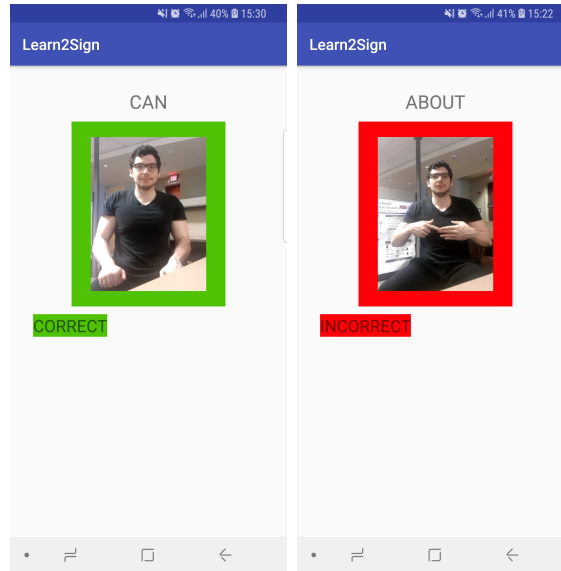 40% 15:30
Learn2Sign
CAN
CORRECT
41% 15:22
Learn2Sign
ABOUT
INCORRECT